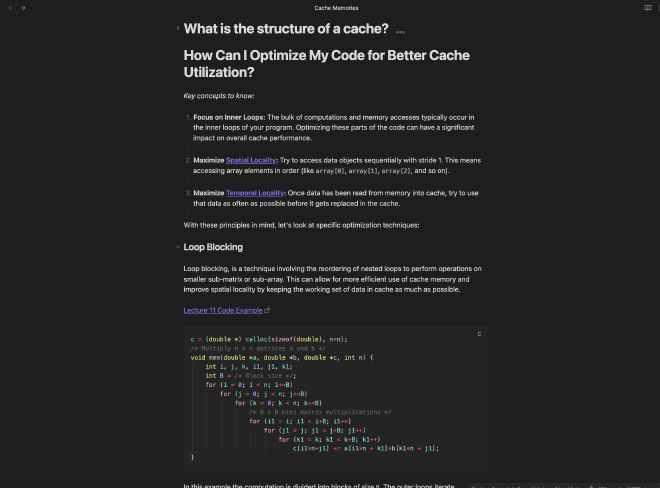 Cache Memories
What is the structure of a cache? ...
How Can I Optimize My Code for Better Cache
Utilization?
Key concepts to know:
1. Focus on Inner Loops: The bulk of computations and memory accesses typically occur in
the inner loops of your program. Optimizing these parts of the code can have a significant
impact on overall cache performance.
2. Maximize Spatial Locality: Try to access data objects sequentially with stride 1. This means
accessing array elements in order (like array[0], array[1], array[2], and so on).
3. Maximize Temporal Locality: Once data has been read from memory into cache, try to use
that data as often as possible before it gets replaced in the cache.
With these principles in mind, let's look at specific optimization techniques:
Loop Blocking
Loop blocking, is a technique involving the reordering of nested loops to perform operations on
smaller sub-matrix or sub-array. This can allow for more efficient use of cache memory and
improve spatial locality by keeping the working set of data in cache as much as possible.
Lecture 11 Code Example
C
c = (double *) calloc(sizeof(double), n*n);
/* Multiply n x n matrices a and b */
void mmm(double *a, double *b, double *c, int n) {
int i, j, k, i1, j1, k1;
int B = /* Block size */;
for (i = 0; i < n; i+=B)
for (j = 0; j < n; j+=B)
for (k = 0; k < n; k+=B)
/* B x B mini matrix multiplications */
for (i1 = i; i1 < i+B; i1++)
for (j1 = j; j1 < j+B; j1++)
for (k1 = k; k1 < k+B; k1++)
c[i1*n+j1] += a[i1*n + k1]*b[k1*n + j1];
}
In this example the computation is divided into blocks of size B. The outer loops iterate